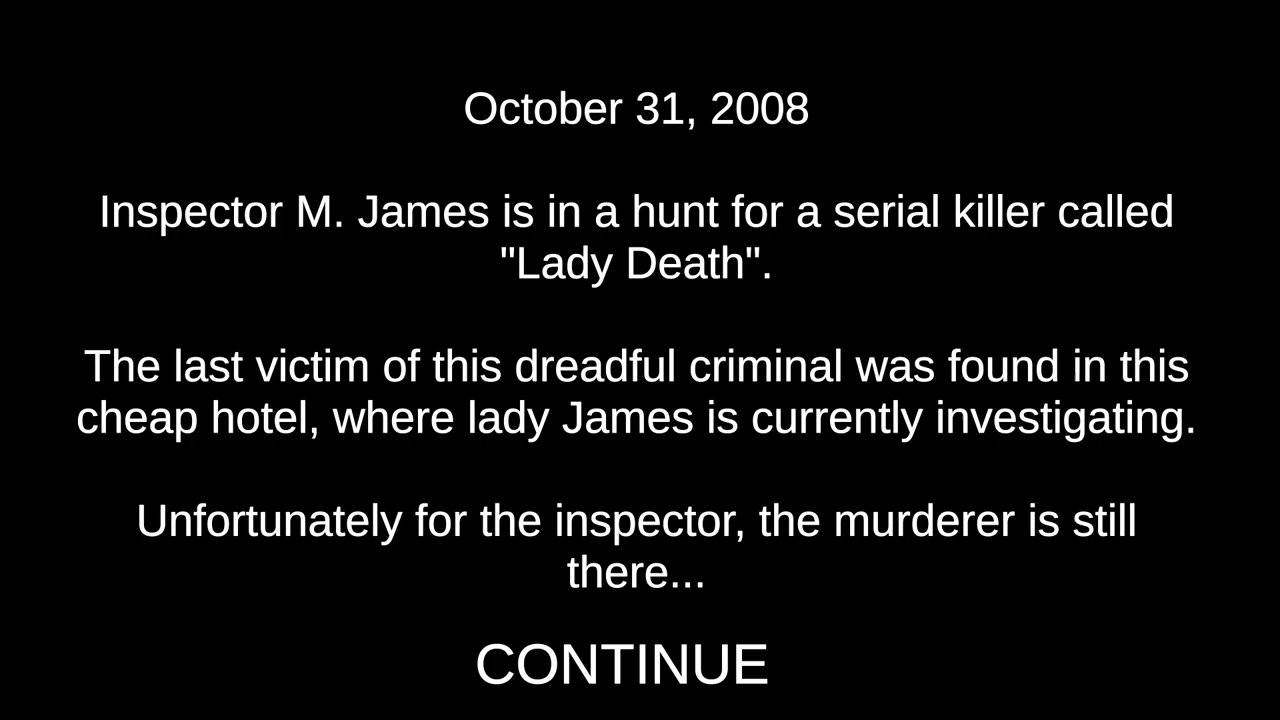 October 31, 2008
Inspector M. James is in a hunt for a serial killer called
"Lady Death".
The last victim of this dreadful criminal was found in this
cheap hotel, where lady James is currently investigating.
Unfortunately for the inspector, the murderer is still
there...
CONTINUE